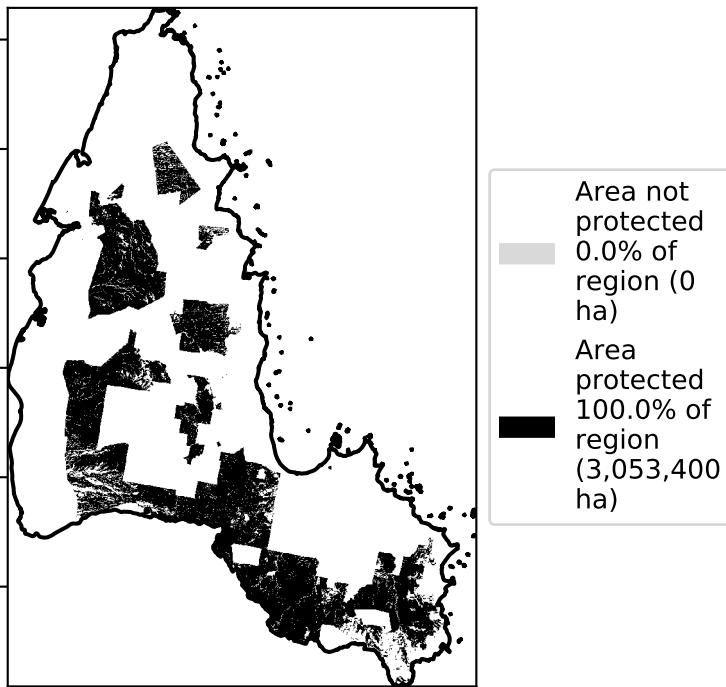 Area not
protected
0.0% of
region (0
ha)
Area
protected
100.0% of
region
(3,053,400
ha)